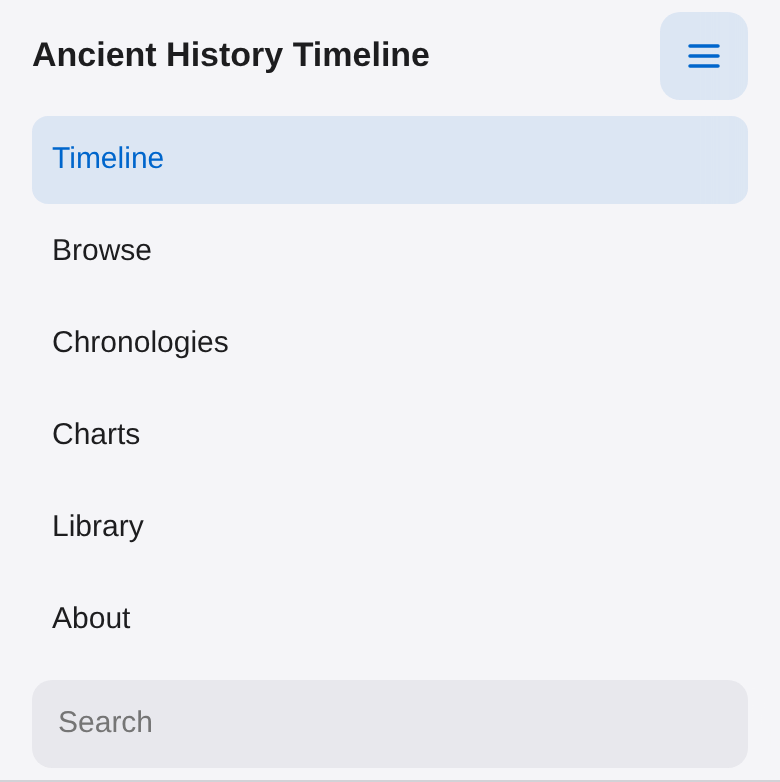 Ancient History Timeline
Timeline
Browse
Chronologies
Charts
Library
About
Search